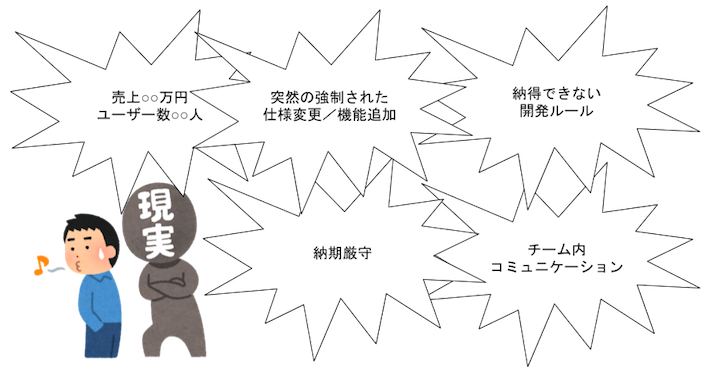 売上○○万円
ユーザー数○○人
突然の強制された
仕様変更／機能追加
納得できない
開発ルール
現実
納期厳守
チーム内
コミュニケーション